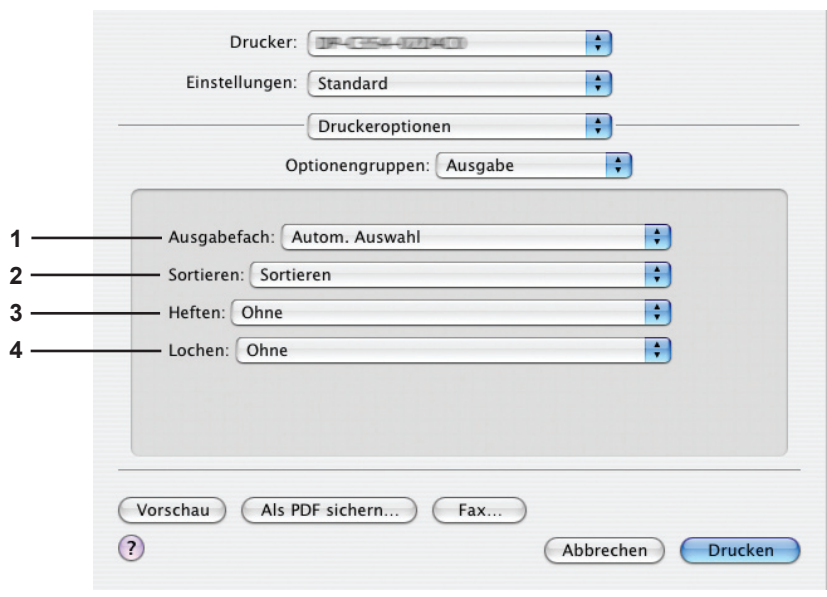 Drucker:
Einstellungen: Standard
Druckeroptionen
Optionengruppen: Ausgabe
1 Ausgabefach: Autom. Auswahl
2 Sortieren: Sortieren
3 Heften: Ohne
4 Lochen: Ohne
Vorschau Als PDF sichern... Fax...
? Abbrechen Drucken